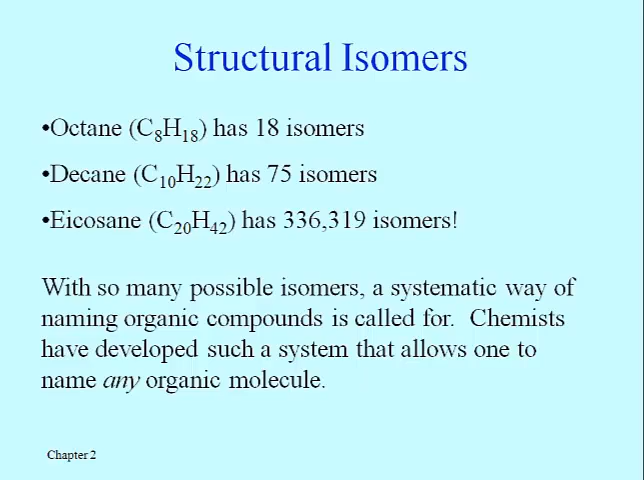 Structural Isomers
•Octane (C₈H₁₈) has 18 isomers
•Decane (C₁₀H₂₂) has 75 isomers
•Eicosane (C₂₀H₄₂) has 336,319 isomers!
With so many possible isomers, a systematic way of
naming organic compounds is called for.  Chemists
have developed such a system that allows one to
name any organic molecule.
Chapter 2